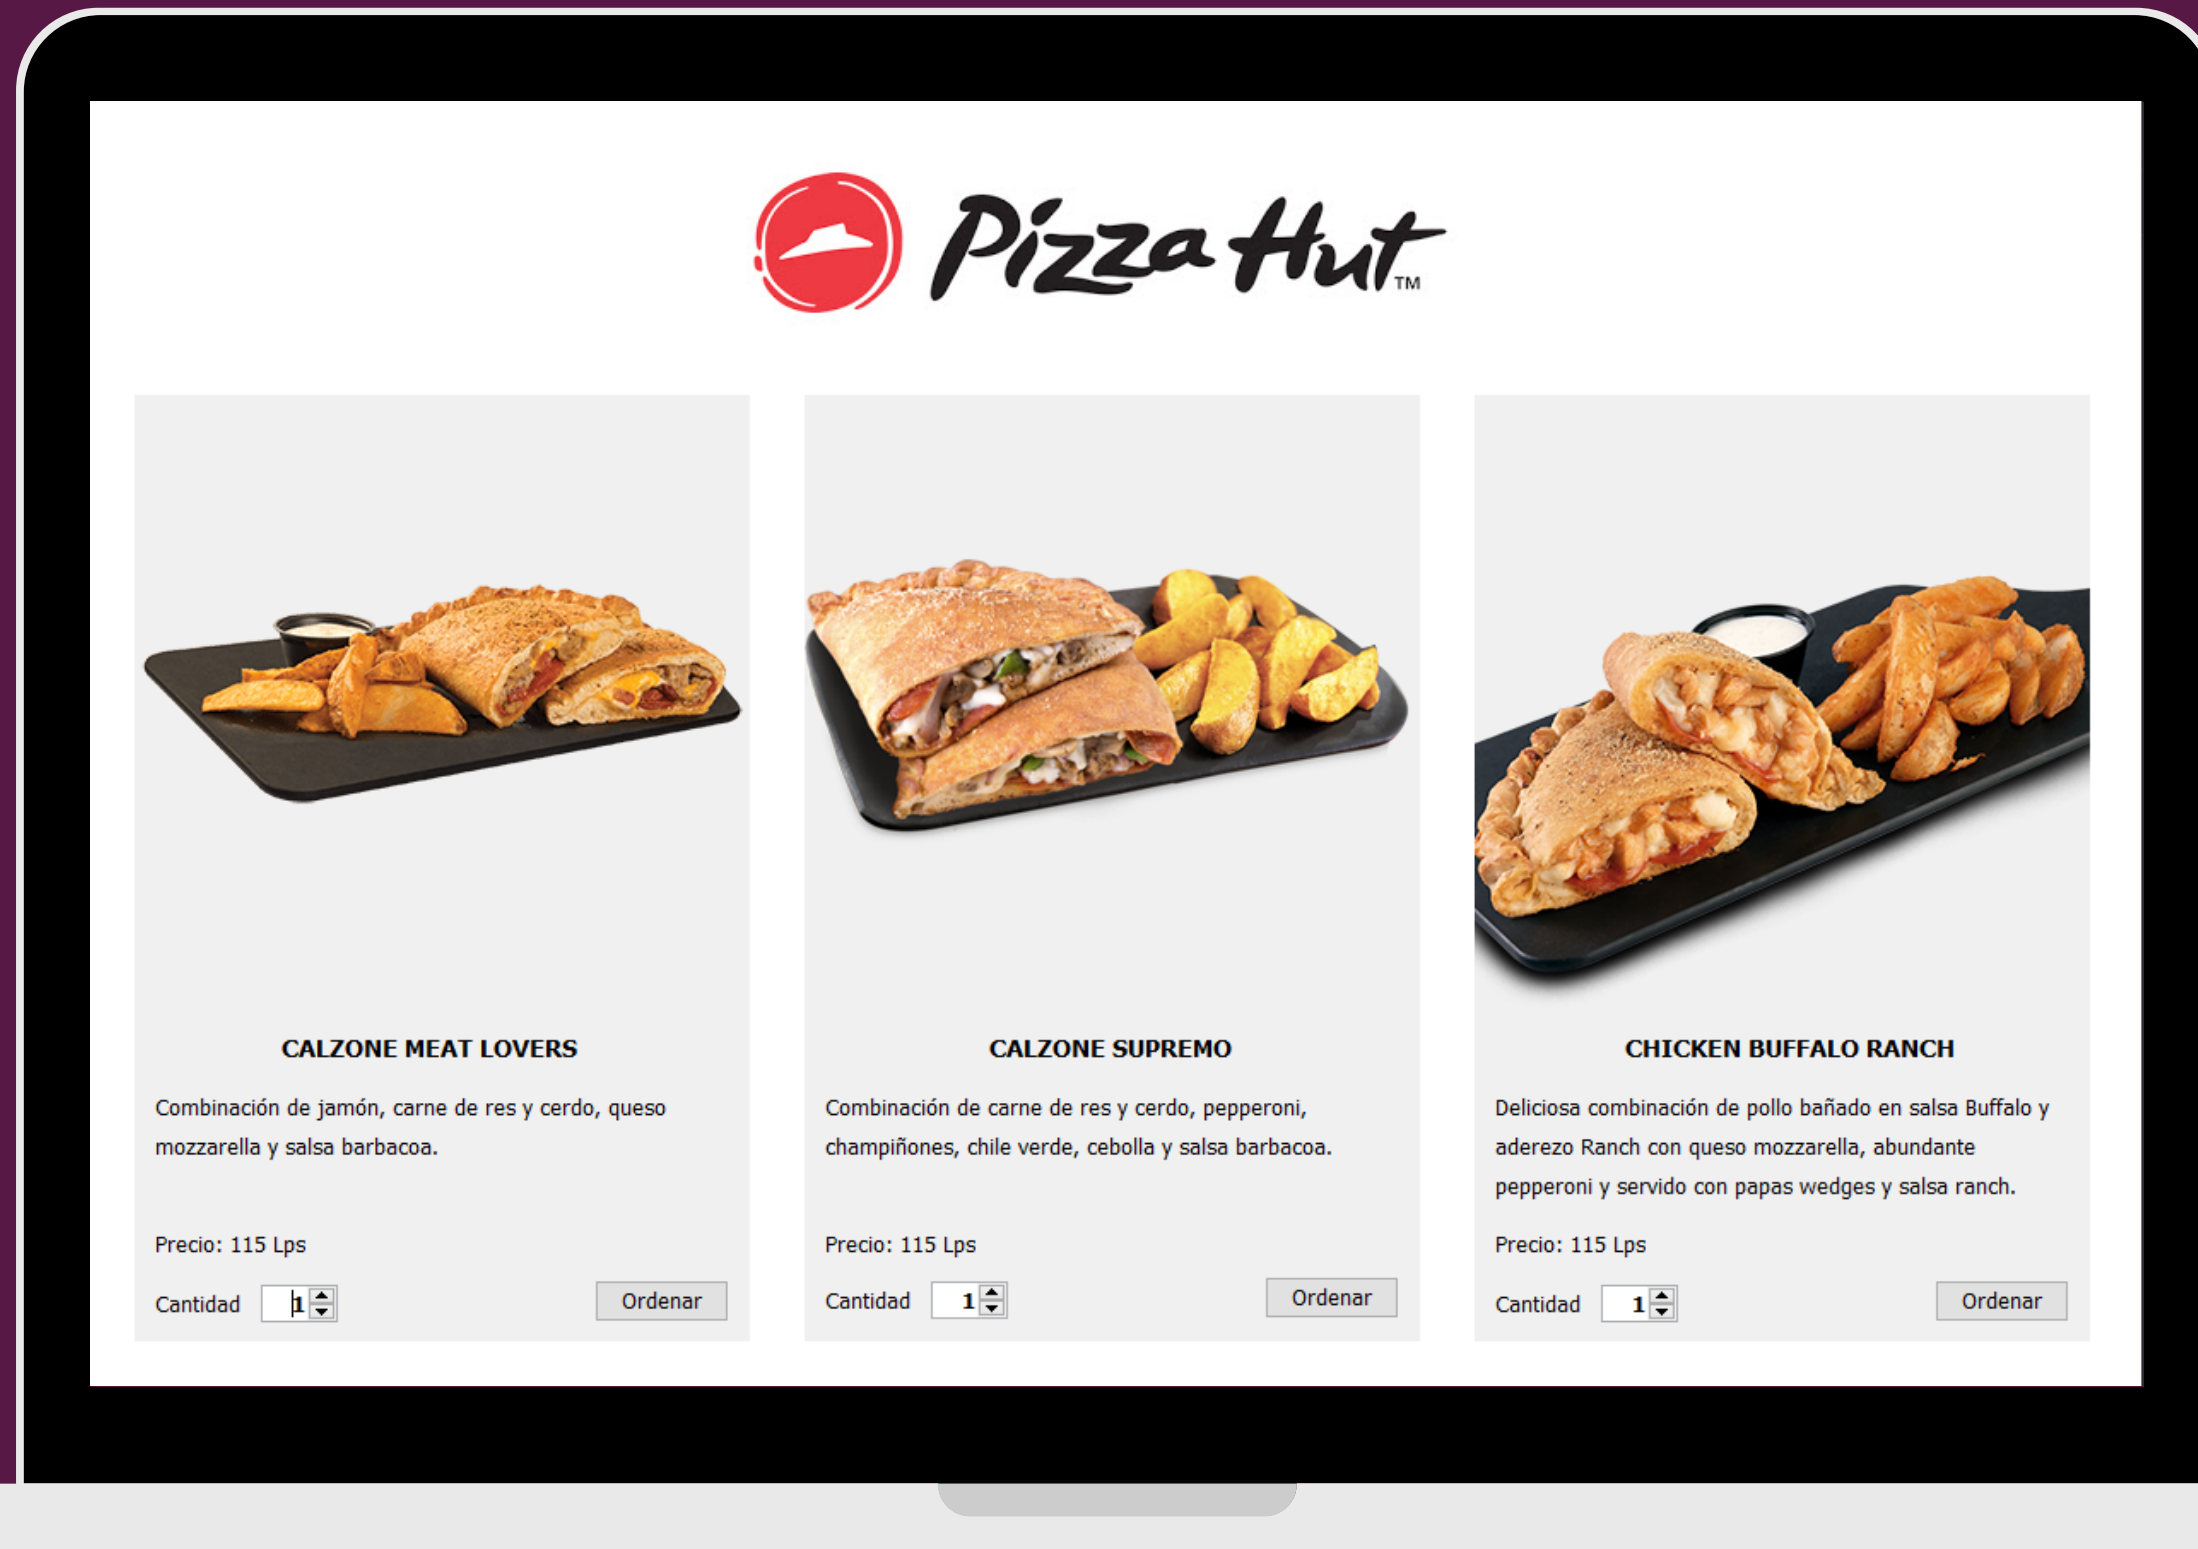 Pizza Hut™
CALZONE MEAT LOVERS
Combinación de jamón, carne de res y cerdo, queso
mozzarella y salsa barbacoa.
Precio: 115 Lps
Cantidad 1 Ordenar
CALZONE SUPREMO
Combinación de carne de res y cerdo, pepperoni,
champiñones, chile verde, cebolla y salsa barbacoa.
Precio: 115 Lps
Cantidad 1 Ordenar
CHICKEN BUFFALO RANCH
Deliciosa combinación de pollo bañado en salsa Buffalo y
aderezo Ranch con queso mozzarella, abundante
pepperoni y servido con papas wedges y salsa ranch.
Precio: 115 Lps
Cantidad 1 Ordenar